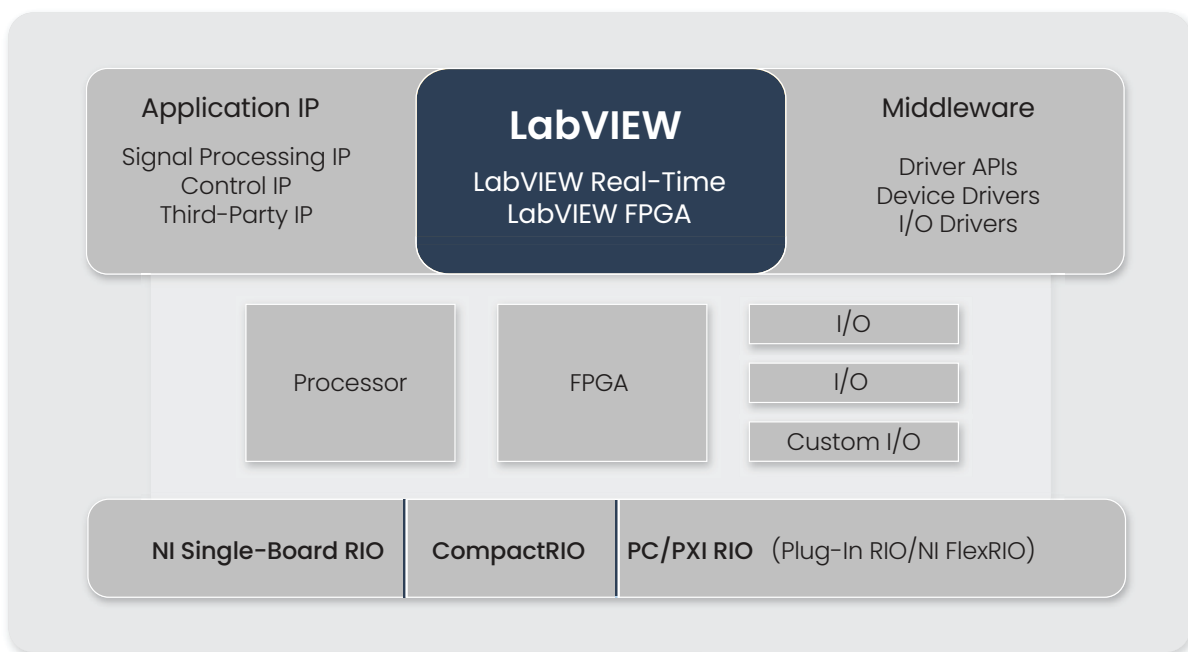 Application IP
Signal Processing IP
Control IP
Third-Party IP
LabVIEW
LabVIEW Real-Time
LabVIEW FPGA
Middleware
Driver APIs
Device Drivers
I/O Drivers
Processor
FPGA
I/O
I/O
Custom I/O
NI Single-Board RIO
CompactRIO
PC/PXI RIO (Plug-In RIO/NI FlexRIO)